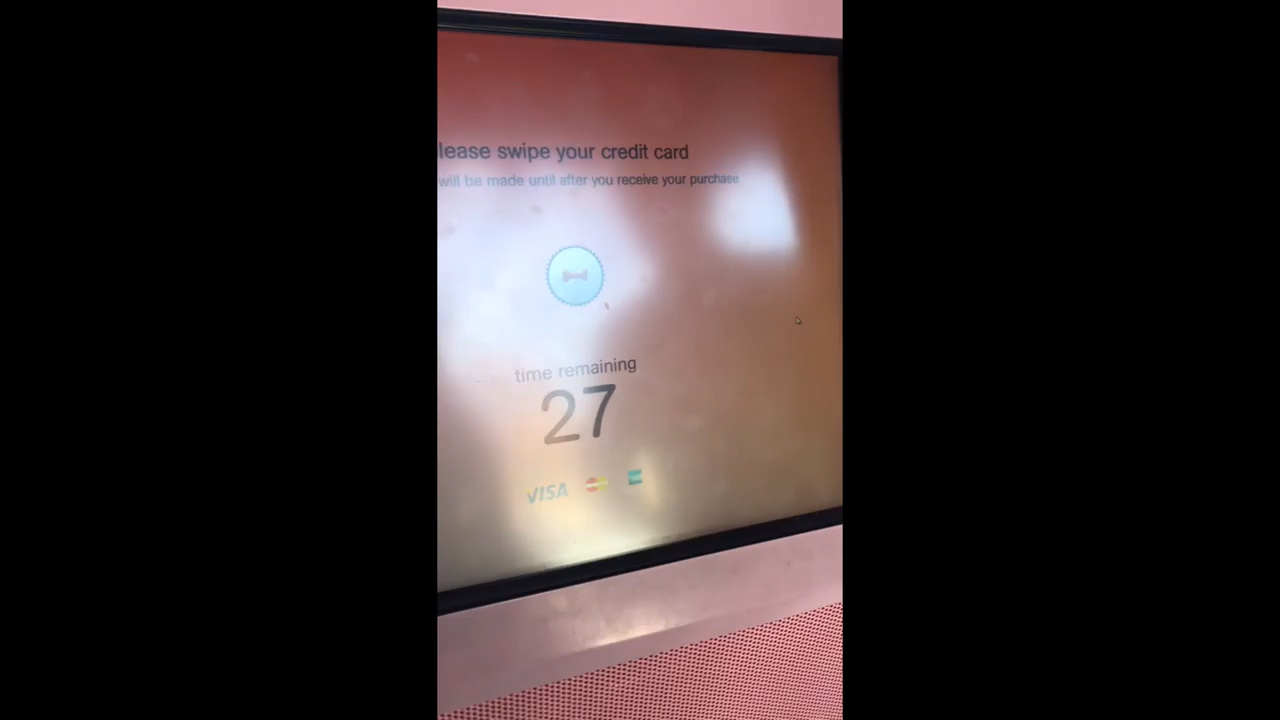 lease swipe your credit card
will be made until after you receive your purchase
time remaining
27
VISA